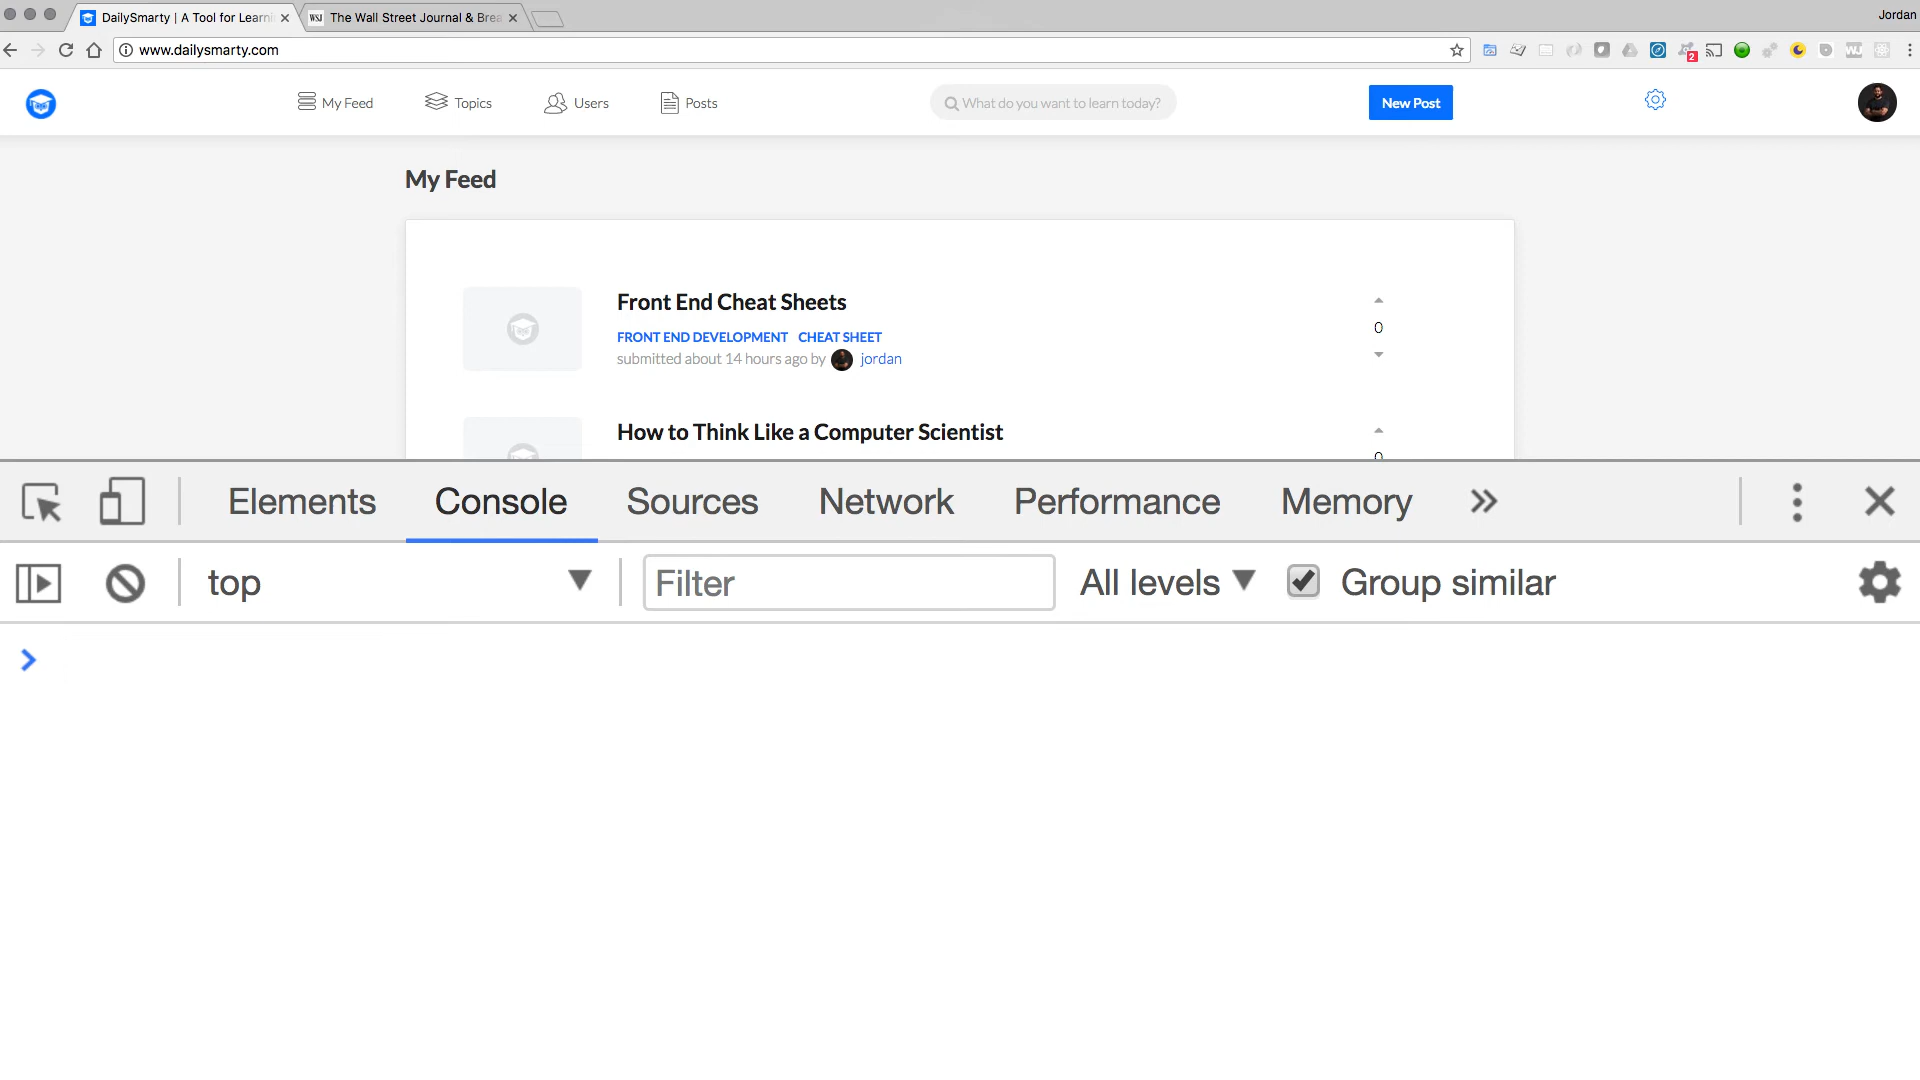 DailySmarty | A Tool for Learni
The Wall Street Journal & Brea
Jordan
www.dailysmarty.com
2
My Feed
Topics
Users
Posts
What do you want to learn today?
New Post
My Feed
Front End Cheat Sheets
0
FRONT END DEVELOPMENT CHEAT SHEET
submitted about 14 hours ago by jordan
How to Think Like a Computer Scientist
0
Elements
Console
Sources
Network
Performance
Memory
top
Filter
All levels
Group similar